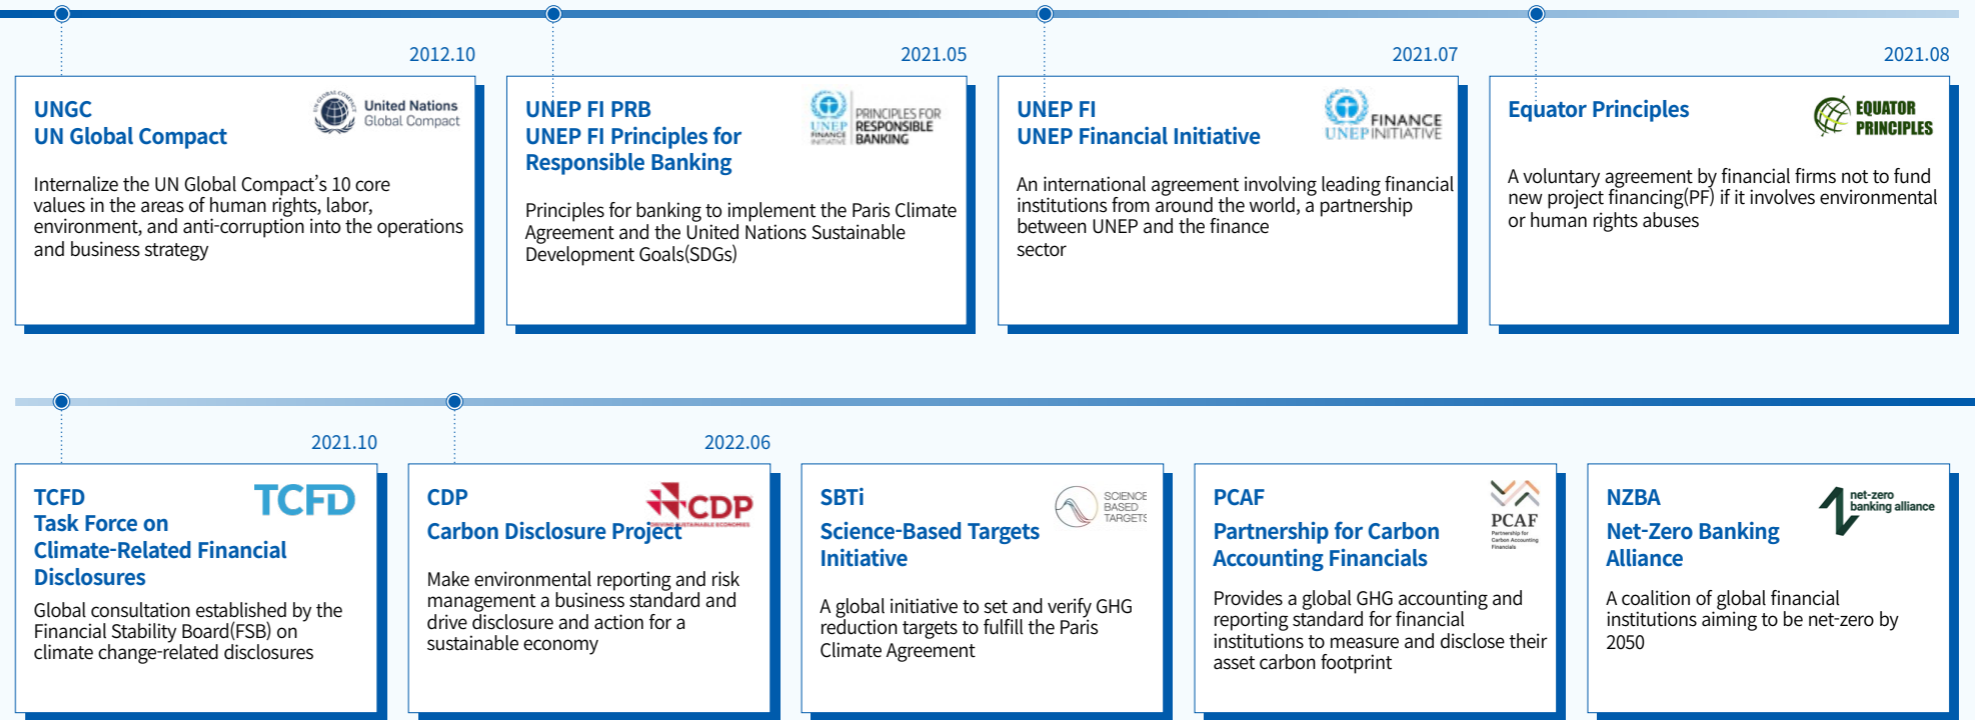 2012.10
UNGC
UN Global Compact
United Nations
Global Compact
Internalize the UN Global Compact's 10 core
values in the areas of human rights, labor,
environment, and anti-corruption into the operations
and business strategy
2021.05
UNEP FI PRB
UNEP FI Principles for
Responsible Banking
UNEP
FINANCE
INITIATIVE
PRINCIPLES FOR
RESPONSIBLE
BANKING
Principles for banking to implement the Paris Climate
Agreement and the United Nations Sustainable
Development Goals(SDGs)
2021.07
UNEP FI
UNEP Financial Initiative
UNEP
FINANCE
INITIATIVE
An international agreement involving leading financial
institutions from around the world, a partnership
between UNEP and the finance
sector
2021.08
Equator Principles
EQUATOR
PRINCIPLES
A voluntary agreement by financial firms not to fund
new project financing(PF) if it involves environmental
or human rights abuses
2021.10
TCFD
Task Force on
Climate-Related Financial
Disclosures
TCFD
Global consultation established by the
Financial Stability Board(FSB) on
climate change-related disclosures
2022.06
CDP
Carbon Disclosure Project
CDP
DRIVING SUSTAINABLE ECONOMIES
Make environmental reporting and risk
management a business standard and
drive disclosure and action for a
sustainable economy
SBTi
Science-Based Targets
Initiative
SCIENCE
BASED
TARGETS
A global initiative to set and verify GHG
reduction targets to fulfill the Paris
Climate Agreement
PCAF
Partnership for Carbon
Accounting Financials
PCAF
Partnership for
Carbon Accounting
Financials
Provides a global GHG accounting and
reporting standard for financial
institutions to measure and disclose their
asset carbon footprint
NZBA
Net-Zero Banking
Alliance
net-zero
banking alliance
A coalition of global financial
institutions aiming to be net-zero by
2050